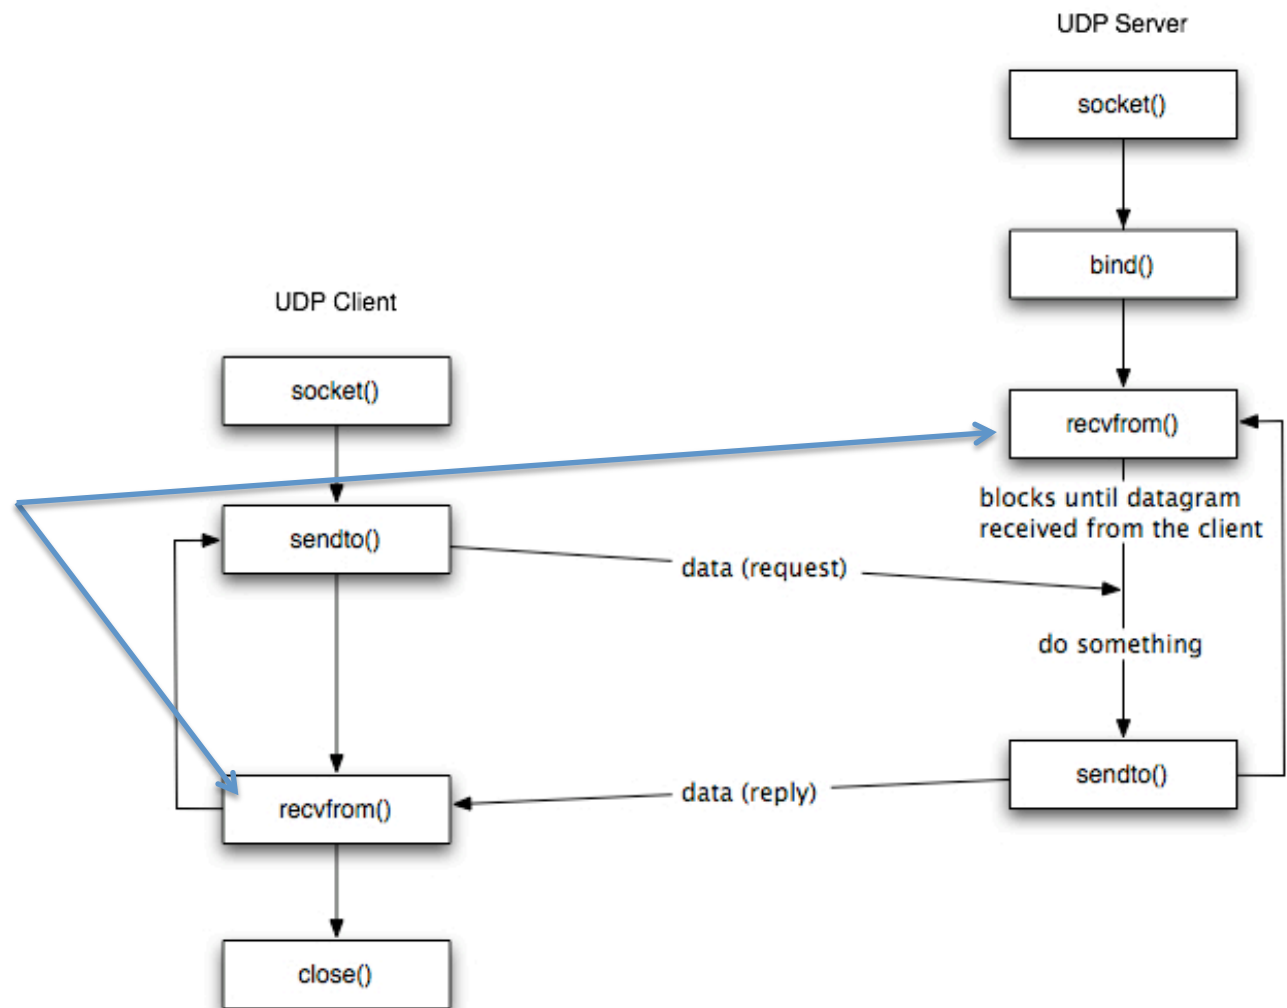 UDP Server
socket()
bind()
UDP Client
socket()
recvfrom()
blocks until datagram
received from the client
sendto()
data (request)
do something
sendto()
data (reply)
recvfrom()
close()